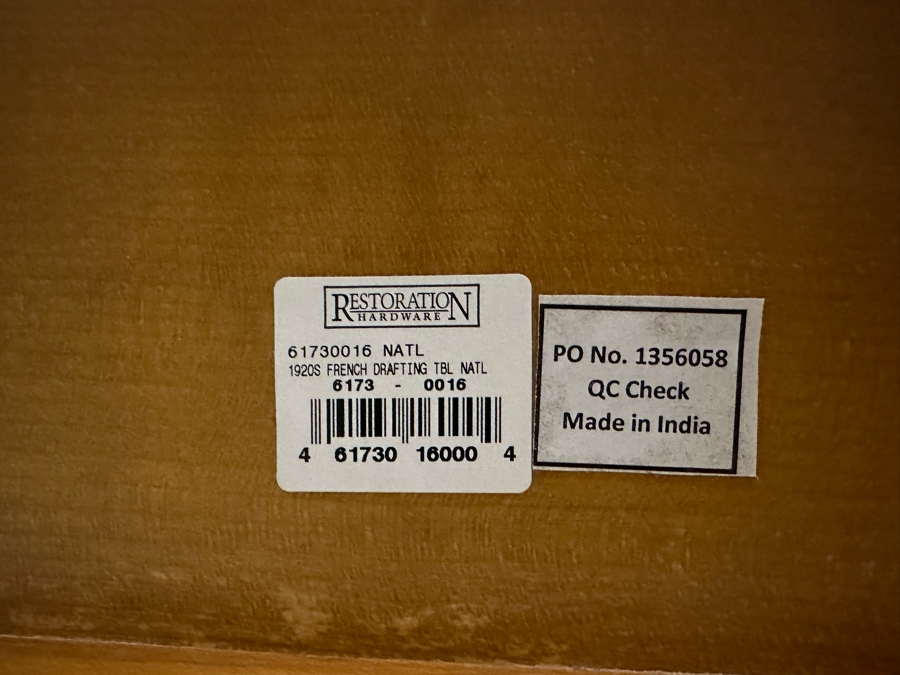 RESTORATION
HARDWARE
61730016 NATL
1920S FRENCH DRAFTING TBL NATL
6173 - 0016
4 61730 16000 4
PO No. 1356058
QC Check
Made in India